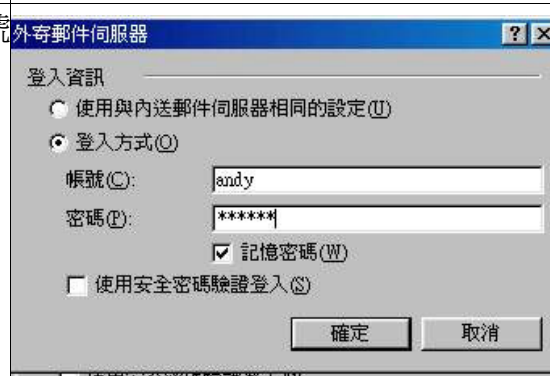 外寄郵件伺服器
登入資訊
使用與內送郵件伺服器相同的設定(U)
登入方式(O)
帳號(C): andy
密碼(P): ******
記憶密碼(W)
使用安全密碼驗證登入(S)
確定 取消